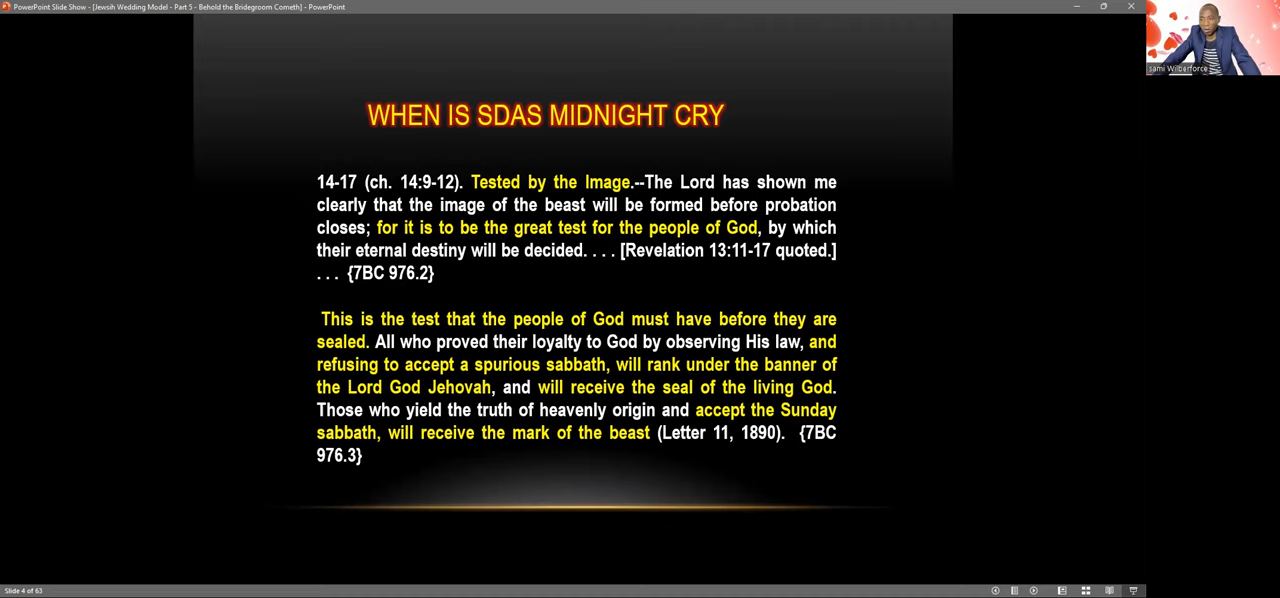 PowerPoint Slide Show - [Jewsih Wedding Model - Part 5 - Behold the Bridegroom Cometh] - PowerPoint
sami Wilberforce
WHEN IS SDAS MIDNIGHT CRY
14-17 (ch. 14:9-12). Tested by the Image.--The Lord has shown me
clearly that the image of the beast will be formed before probation
closes; for it is to be the great test for the people of God, by which
their eternal destiny will be decided. . . . [Revelation 13:11-17 quoted.]
. . . {7BC 976.2}
This is the test that the people of God must have before they are
sealed. All who proved their loyalty to God by observing His law, and
refusing to accept a spurious sabbath, will rank under the banner of
the Lord God Jehovah, and will receive the seal of the living God.
Those who yield the truth of heavenly origin and accept the Sunday
sabbath, will receive the mark of the beast (Letter 11, 1890). {7BC
976.3}
Slide 4 of 63